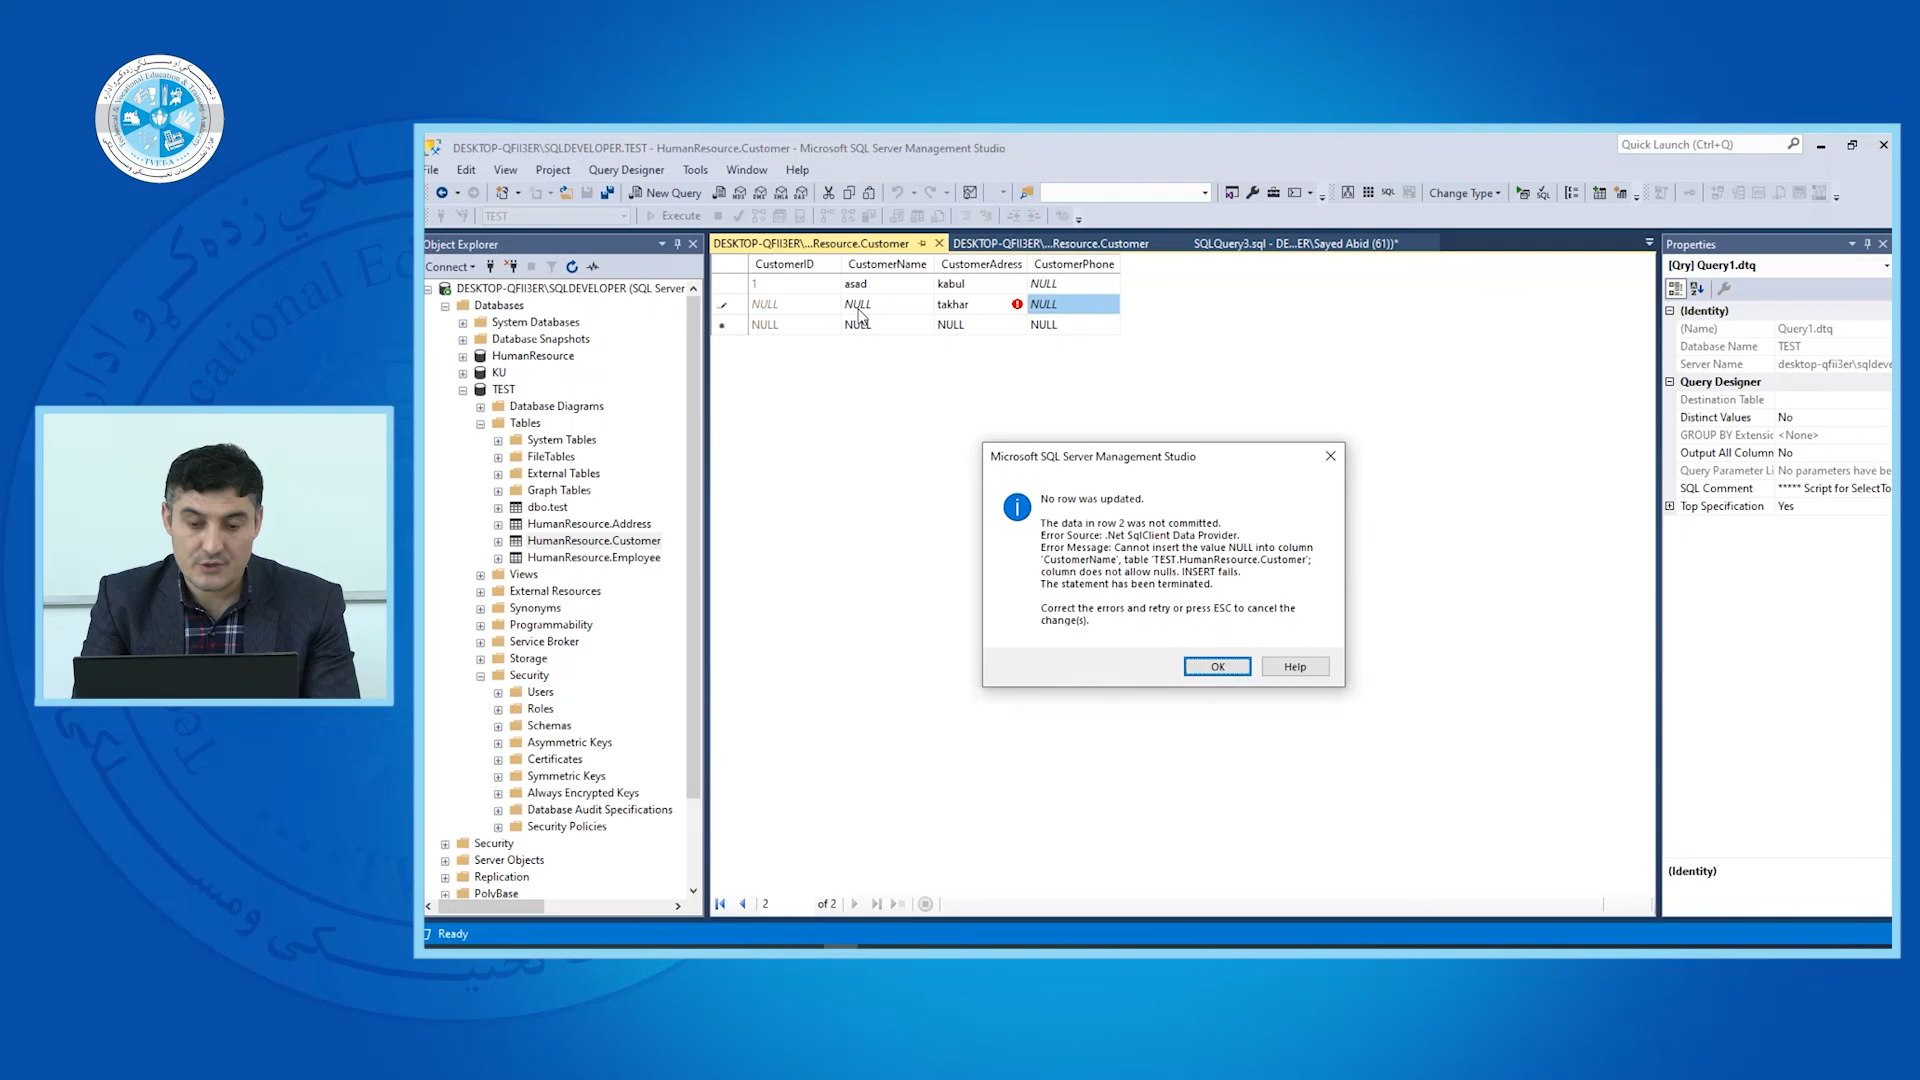 Technical & Vocational Education & Training Authority
TVET-A
DESKTOP-QFII3ER\SQLDEVELOPER.TEST - HumanResource.Customer - Microsoft SQL Server Management Studio
Quick Launch (Ctrl+Q)
File Edit View Project Query Designer Tools Window Help
New Query
Change Type
TEST
Execute
Object Explorer
Connect
DESKTOP-QFII3ER\SQLDEVELOPER (SQL Server
Databases
System Databases
Database Snapshots
HumanResource
KU
TEST
Database Diagrams
Tables
System Tables
FileTables
External Tables
Graph Tables
dbo.test
HumanResource.Address
HumanResource.Customer
HumanResource.Employee
Views
External Resources
Synonyms
Programmability
Service Broker
Storage
Security
Users
Roles
Schemas
Asymmetric Keys
Certificates
Symmetric Keys
Always Encrypted Keys
Database Audit Specifications
Security Policies
Security
Server Objects
Replication
PolyBase
DESKTOP-QFII3ER\...Resource.Customer
DESKTOP-QFII3ER\...Resource.Customer
SQLQuery3.sql - DE...ER\Sayed Abid (61))*
CustomerID CustomerName CustomerAdress CustomerPhone
1 asad kabul NULL
NULL NULL takhar NULL
NULL NULL NULL NULL
Microsoft SQL Server Management Studio
No row was updated.
The data in row 2 was not committed.
Error Source: .Net SqlClient Data Provider.
Error Message: Cannot insert the value NULL into column
'CustomerName', table 'TEST.HumanResource.Customer';
column does not allow nulls. INSERT fails.
The statement has been terminated.
Correct the errors and retry or press ESC to cancel the
change(s).
OK Help
2 of 2
Properties
[Qry] Query1.dtq
(Identity)
(Name) Query1.dtq
Database Name TEST
Server Name desktop-qfii3er\sqldeve
Query Designer
Destination Table
Distinct Values No
GROUP BY Extensic <None>
Output All Column No
Query Parameter Li No parameters have be
SQL Comment ***** Script for SelectTo
Top Specification Yes
(Identity)
Ready